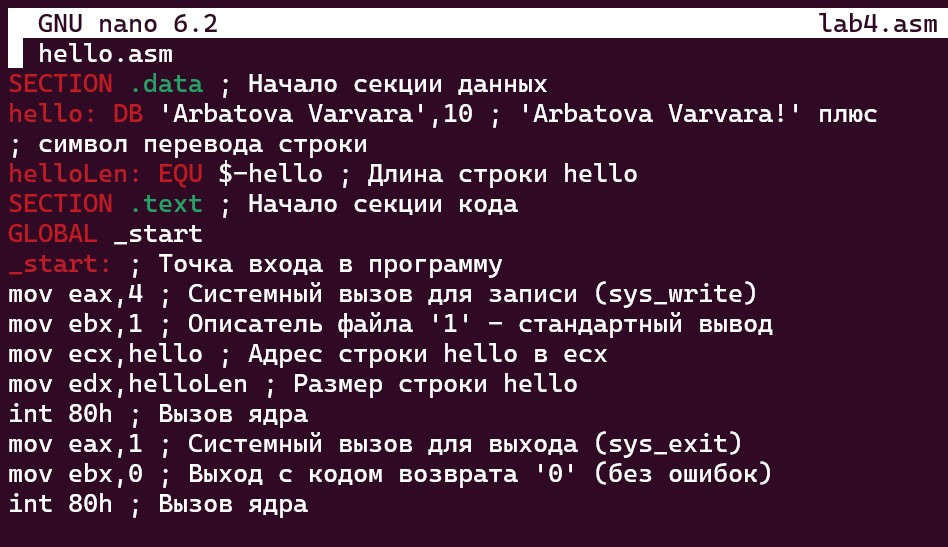 GNU nano 6.2 lab4.asm
hello.asm
SECTION .data ; Начало секции данных
hello: DB 'Arbatova Varvara',10 ; 'Arbatova Varvara!' плюс
; символ перевода строки
helloLen: EQU $-hello ; Длина строки hello
SECTION .text ; Начало секции кода
GLOBAL _start
_start: ; Точка входа в программу
mov eax,4 ; Системный вызов для записи (sys_write)
mov ebx,1 ; Описатель файла '1' - стандартный вывод
mov ecx,hello ; Адрес строки hello в ecx
mov edx,helloLen ; Размер строки hello
int 80h ; Вызов ядра
mov eax,1 ; Системный вызов для выхода (sys_exit)
mov ebx,0 ; Выход с кодом возврата '0' (без ошибок)
int 80h ; Вызов ядра